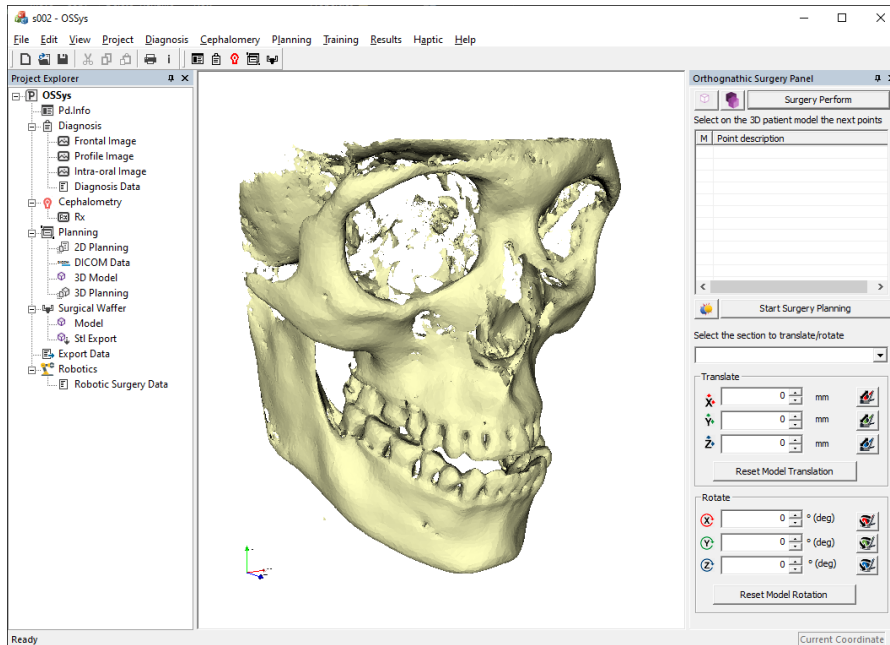 s002 - OSSys
File Edit View Project Diagnosis Cephalomery Planning Training Results Haptic Help
Project Explorer
OSSys
Pd.Info
Diagnosis
Frontal Image
Profile Image
Intra-oral Image
Diagnosis Data
Cephalometry
Rx
Planning
2D Planning
DICOM Data
3D Model
3D Planning
Surgical Waffer
Model
Stl Export
Export Data
Robotics
Robotic Surgery Data
Orthognathic Surgery Panel
Surgery Perform
Select on the 3D patient model the next points
M Point description
Start Surgery Planning
Select the section to translate/rotate
Translate
X 0 mm
Y 0 mm
Z 0 mm
Reset Model Translation
Rotate
X 0 ° (deg)
Y 0 ° (deg)
Z 0 ° (deg)
Reset Model Rotation
Ready
Current Coordinate